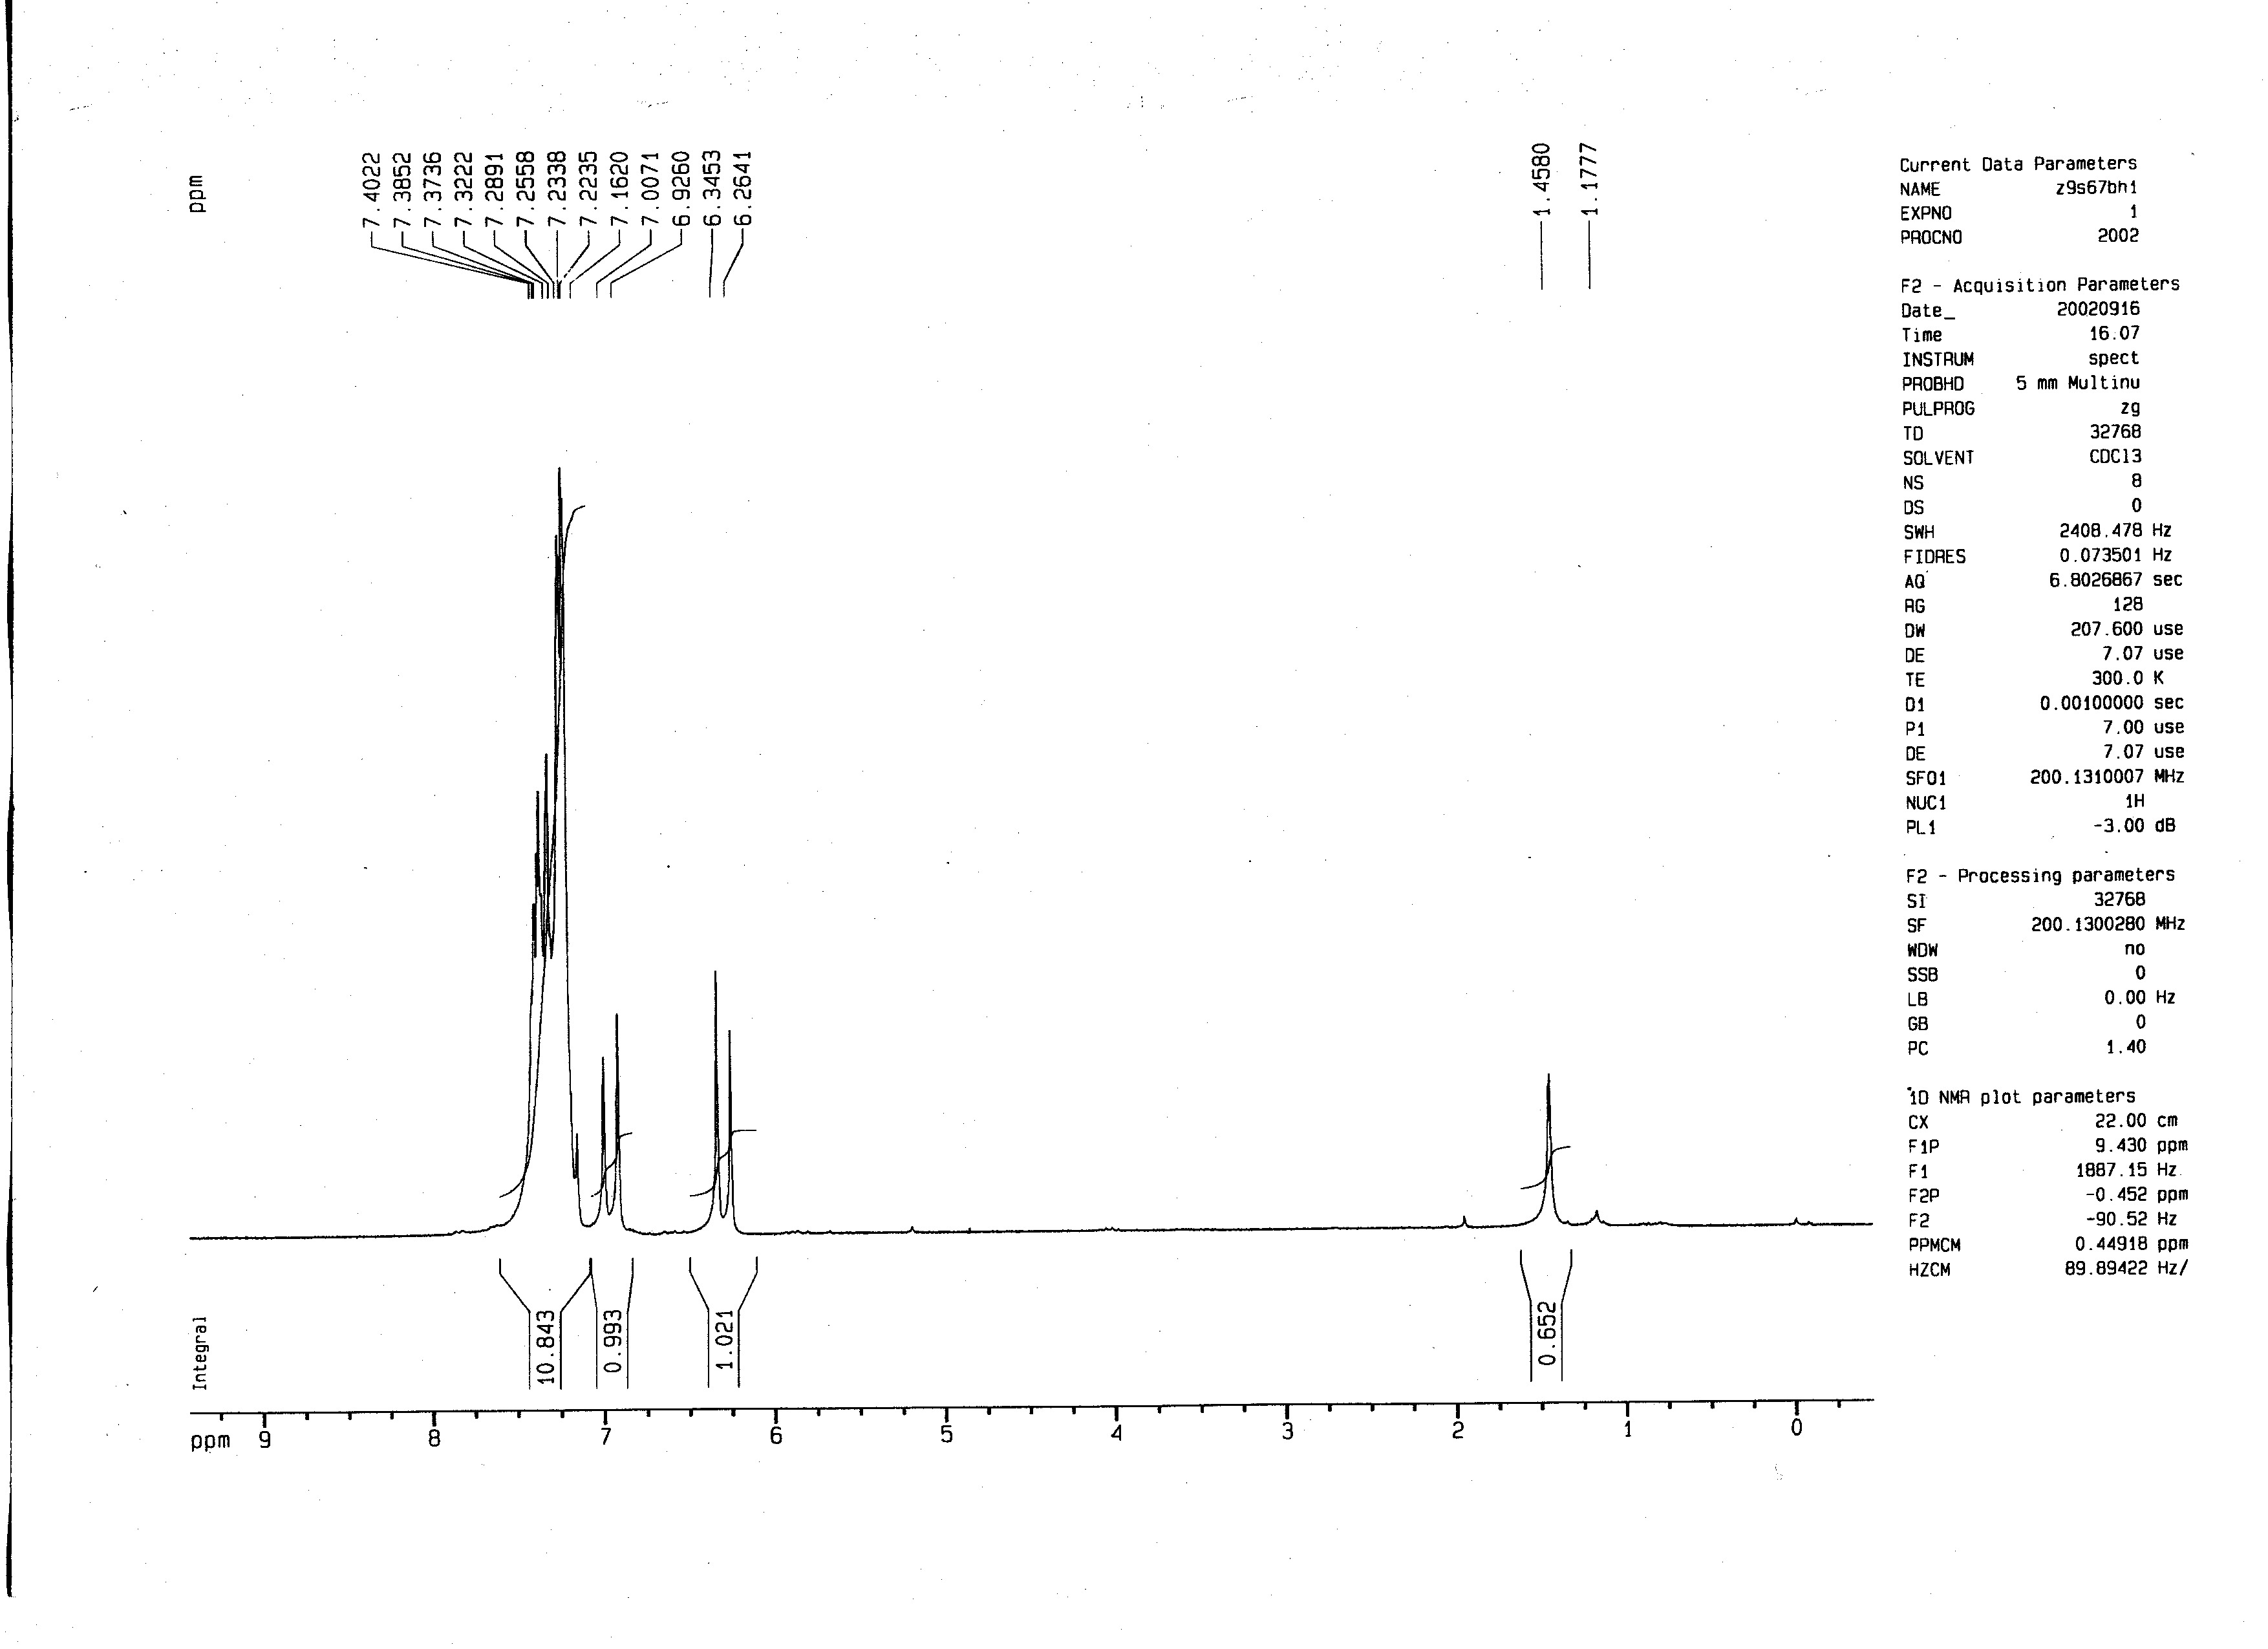 ppm
7.4022
7.3852
7.3736
7.3222
7.2891
7.2558
7.2338
7.2235
7.1620
7.0071
6.9260
6.3453
6.2641
1.4580
1.1777
Current Data Parameters
NAME z9s67bh1
EXPNO 1
PROCNO 2002
F2 - Acquisition Parameters
Date_ 20020916
Time 16.07
INSTRUM spect
PROBHD 5 mm Multinu
PULPROG zg
TD 32768
SOLVENT CDCl3
NS 8
DS 0
SWH 2408.478 Hz
FIDRES 0.073501 Hz
AQ 6.8026867 sec
RG 128
DW 207.600 use
DE 7.07 use
TE 300.0 K
D1 0.00100000 sec
P1 7.00 use
DE 7.07 use
SFO1 200.1310007 MHz
NUC1 1H
PL1 -3.00 dB
F2 - Processing parameters
SI 32768
SF 200.1300280 MHz
WDW no
SSB 0
LB 0.00 Hz
GB 0
PC 1.40
1D NMR plot parameters
CX 22.00 cm
F1P 9.430 ppm
F1 1887.15 Hz
F2P -0.452 ppm
F2 -90.52 Hz
PPMCM 0.44918 ppm
HZCM 89.89422 Hz/
Integral
10.843
0.993
1.021
0.652
ppm 9 8 7 6 5 4 3 2 1 0